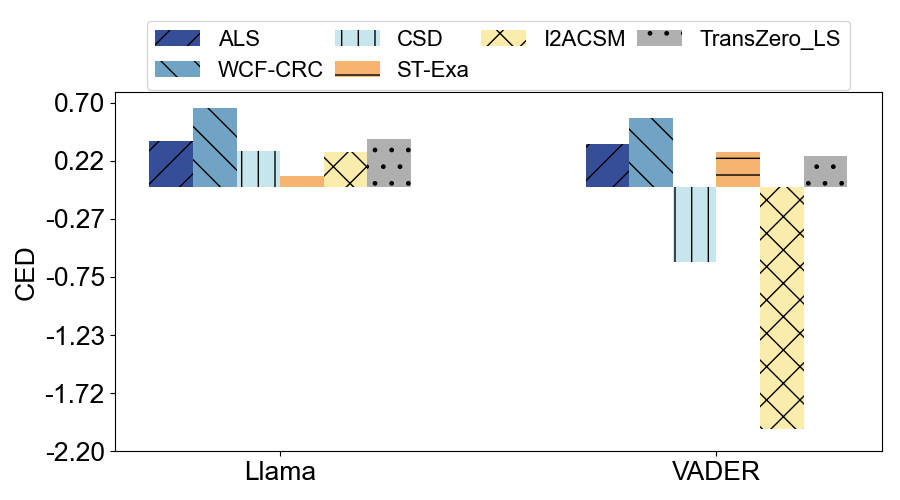 ALS CSD I2ACSM TransZero_LS
WCF-CRC ST-Exa
0.70
0.22
-0.27
-0.75
-1.23
-1.72
-2.20
CED
Llama VADER